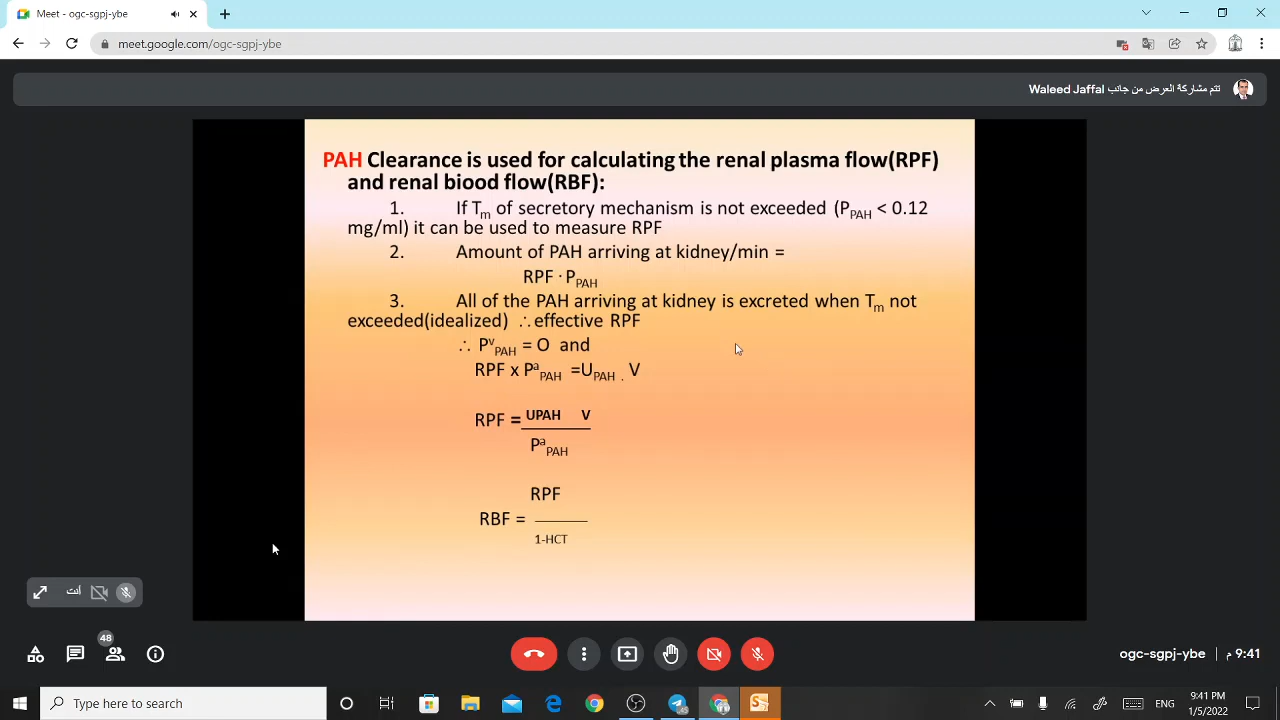 Meet - ogc-sgpj-ybe
meet.google.com/ogc-sgpj-ybe
Waleed Jaffal تتم مشاركة العرض من جانب
PAH Clearance is used for calculating the renal plasma flow(RPF)
and renal biood flow(RBF):
1. If Tm of secretory mechanism is not exceeded (PPAH < 0.12
mg/ml) it can be used to measure RPF
2. Amount of PAH arriving at kidney/min =
RPF · PPAH
3. All of the PAH arriving at kidney is excreted when Tm not
exceeded(idealized) ∴ effective RPF
∴ PvPAH = O and
RPF x PaPAH =UPAH . V
RPF = UPAH V
PaPAH
RPF
RBF =
1-HCT
أنت
48
ogc-sgpj-ybe
9:41 م
Type here to search
ENG
9:41 PM
1/5/2022